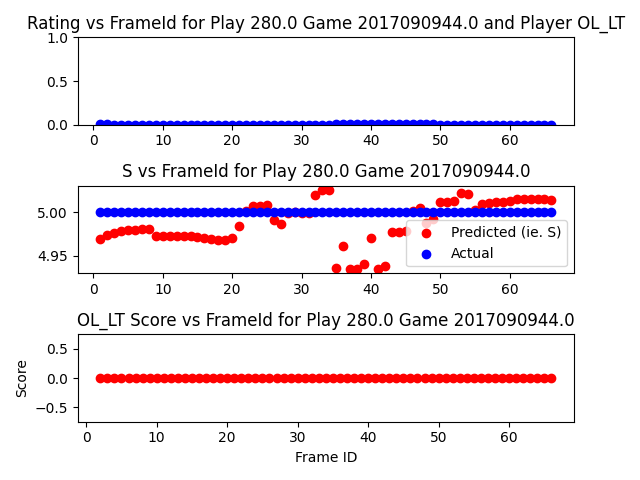 Rating vs FrameId for Play 280.0 Game 2017090944.0 and Player OL_LT
1.0
0.5
0.0
0 10 20 30 40 50 60
S vs FrameId for Play 280.0 Game 2017090944.0
5.00
4.95
Predicted (ie. S)
Actual
0 10 20 30 40 50 60
OL_LT Score vs FrameId for Play 280.0 Game 2017090944.0
0.5
0.0
−0.5
Score
0 10 20 30 40 50 60
Frame ID